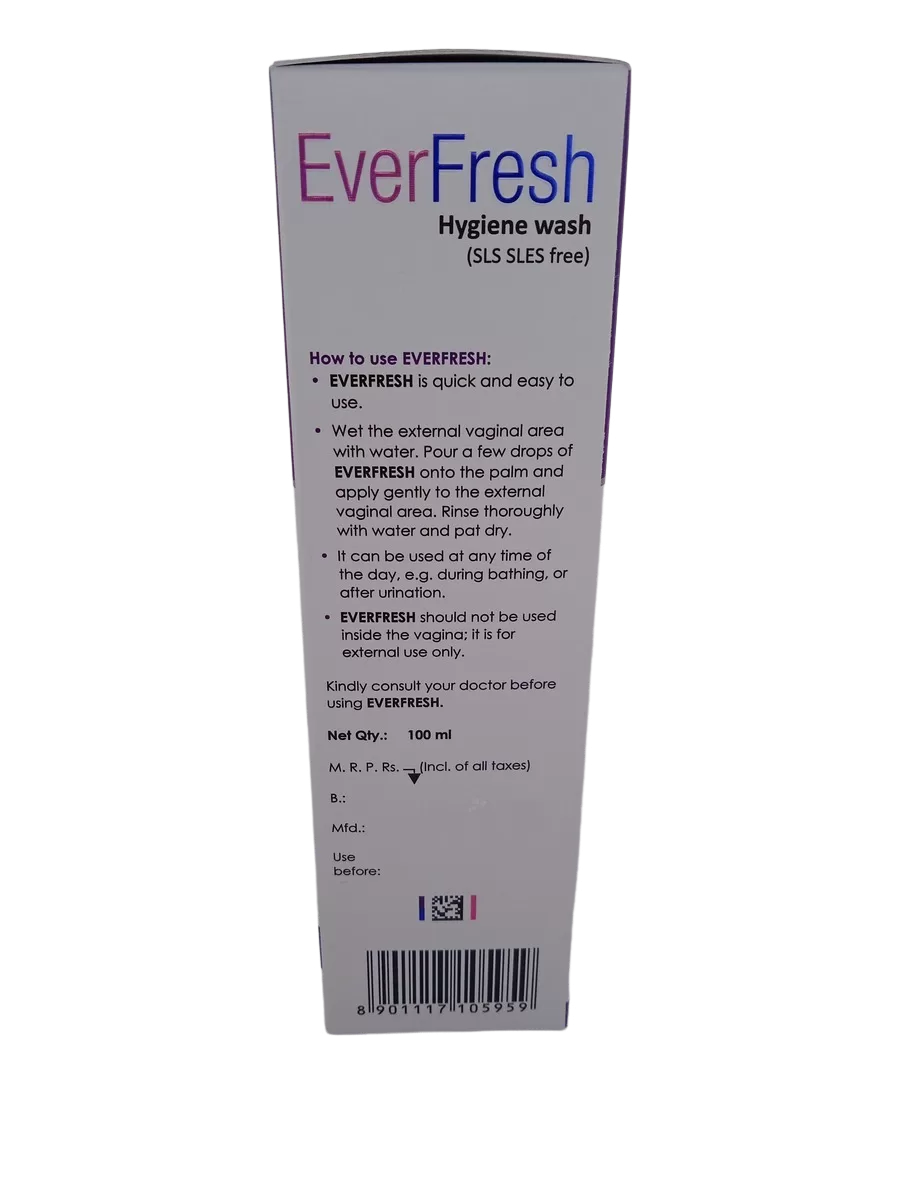 EverFresh
Hygiene wash
(SLS SLES free)
How to use EVERFRESH:
• EVERFRESH is quick and easy to
use.
• Wet the external vaginal area
with water. Pour a few drops of
EVERFRESH onto the palm and
apply gently to the external
vaginal area. Rinse thoroughly
with water and pat dry.
• It can be used at any time of
the day, e.g. during bathing, or
after urination.
• EVERFRESH should not be used
inside the vagina; it is for
external use only.
Kindly consult your doctor before
using EVERFRESH.
Net Qty.: 100 ml
M. R. P. Rs. (Incl. of all taxes)
B.:
Mfd.:
Use
before:
8 901117 105959